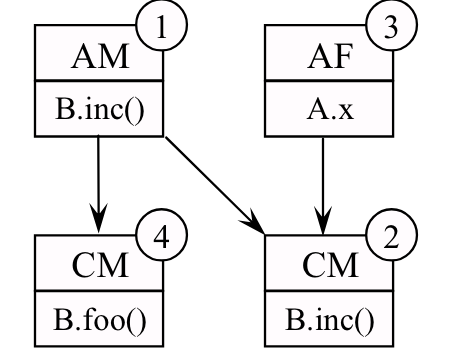 1
AM
B.inc()
3
AF
A.x
4
CM
B.foo()
2
CM
B.inc()